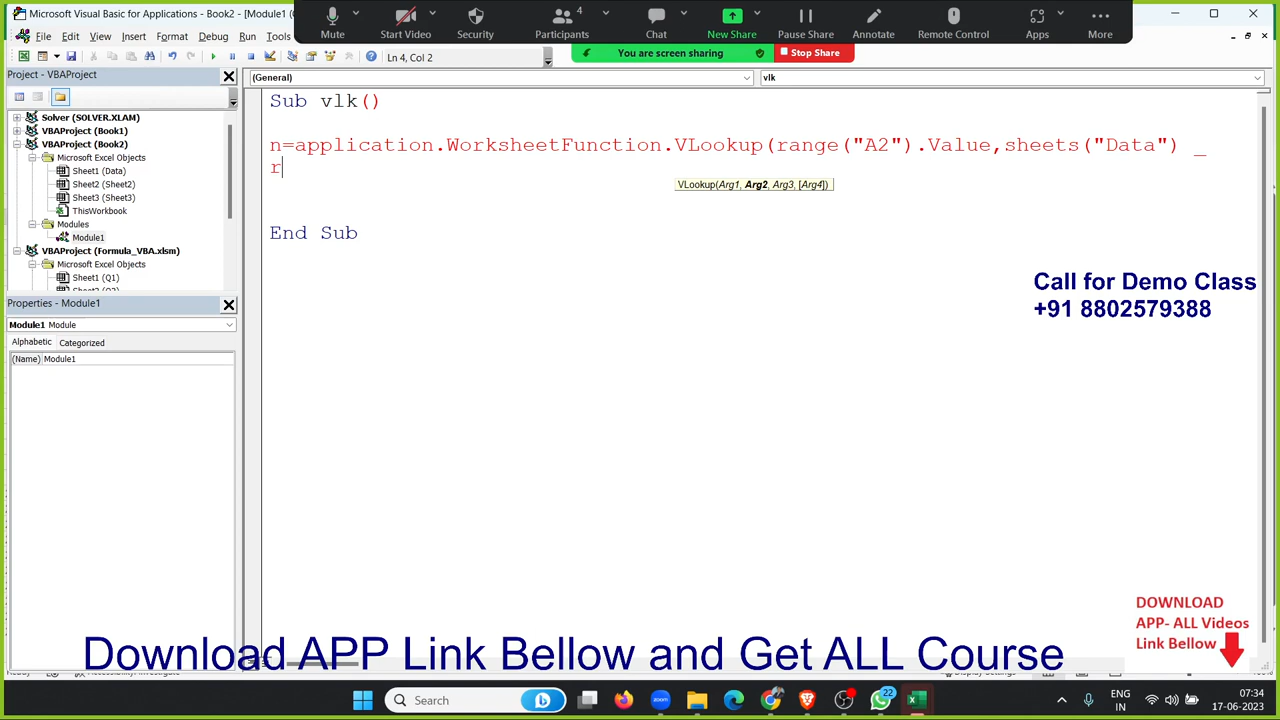 Microsoft Visual Basic for Applications - Book2 - [Module1 (
File Edit View Insert Format Debug Run Tools
Mute
Start Video
Security
4
Participants
Chat
New Share
Pause Share
Annotate
Remote Control
Apps
More
You are screen sharing
Stop Share
Ln 4, Col 2
Project - VBAProject
(General)
vlk
Solver (SOLVER.XLAM)
VBAProject (Book1)
VBAProject (Book2)
Microsoft Excel Objects
Sheet1 (Data)
Sheet2 (Sheet2)
Sheet3 (Sheet3)
ThisWorkbook
Modules
Module1
VBAProject (Formula_VBA.xlsm)
Microsoft Excel Objects
Sheet1 (Q1)
Properties - Module1
Module1 Module
Alphabetic Categorized
(Name) Module1
Sub vlk()
n=application.WorksheetFunction.VLookup(range("A2").Value,sheets("Data") _
r
VLookup(Arg1, Arg2, Arg3, [Arg4])
End Sub
Call for Demo Class
+91 8802579388
DOWNLOAD
APP- ALL Videos
Link Bellow
Download APP Link Bellow and Get ALL Course
Search
zoom
22
ENG
IN
07:34
17-06-2023